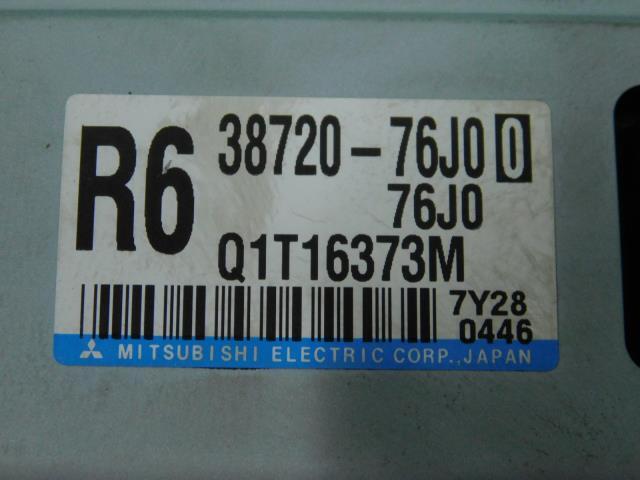 R6 38720-76J0 0
76J0
Q1T16373M
7Y28
0446
MITSUBISHI ELECTRIC CORP., JAPAN